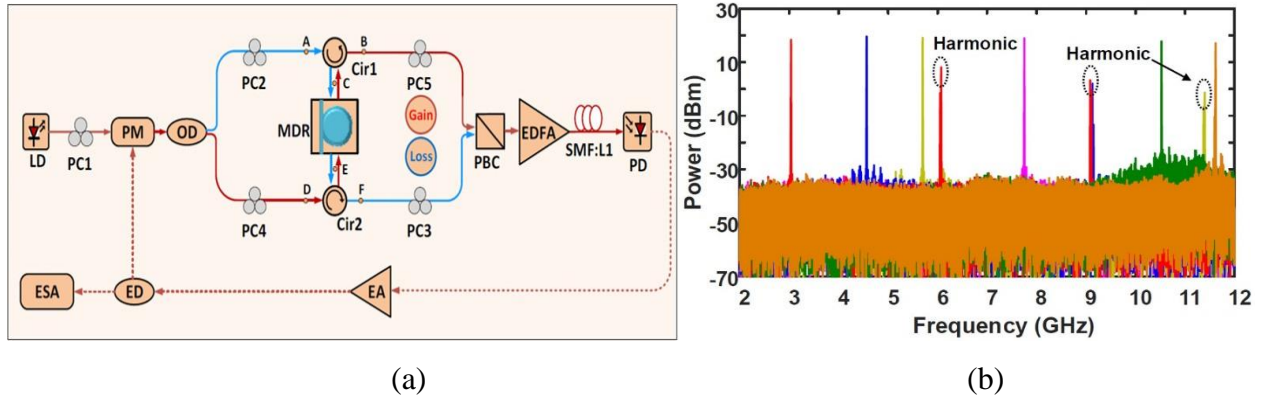 A
B
PC2
Cir1
PC5
C
Gain
MDR
Loss
LD
PC1
PM
OD
PBC
EDFA
SMF:L1
PD
E
D
F
PC4
Cir2
PC3
ESA
ED
EA
(a)
30
10
-10
-30
-50
-70
Power (dBm)
Harmonic
Harmonic
2 3 4 5 6 7 8 9 10 11 12
Frequency (GHz)
(b)